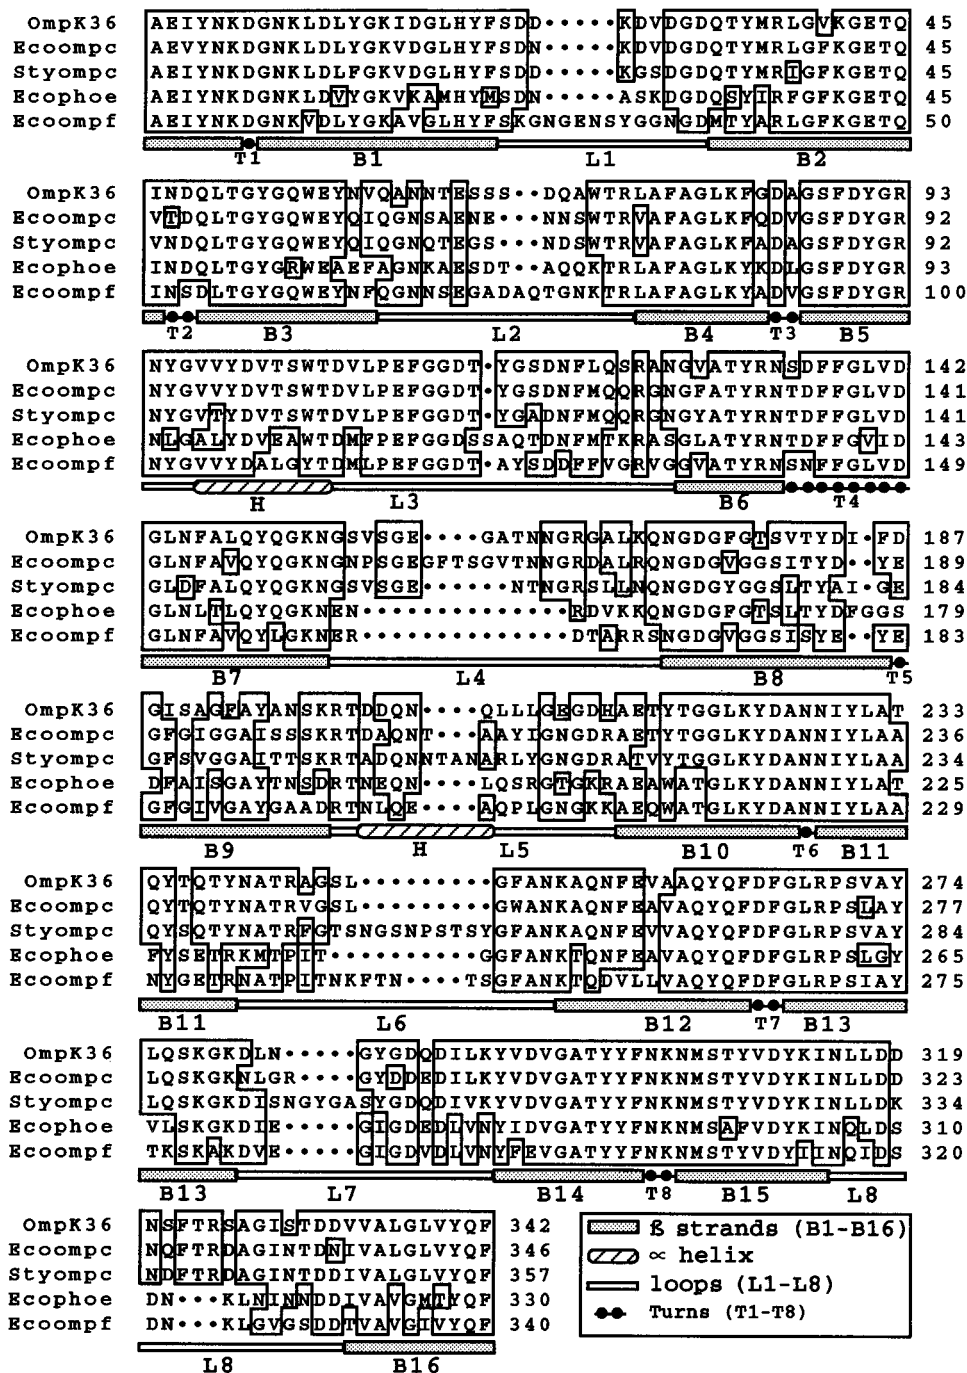 OmpK36 AEIYNKDGNKLDLYGKIDGLHYFSDD•••••KDVDGDQTYMRLGVKGETQ 45
Ecoompc AEVYNKDGNKLDLYGKVDGLHYFSDN•••••KDVDGDQTYMRLGFKGETQ 45
Styompc AEIYNKDGNKLDLFGKVDGLHYFSDD•••••KGSDGDQTYMRIGFKGETQ 45
Ecophoe AEIYNKDGNKLDVYGKVKAMHYMSDN•••••ASKDGDQSYIRFGFKGETQ 45
Ecoompf AEIYNKDGNKVDLYGKAVGLHYFSKGNGENSYGGNGDMTYARLGFKGETQ 50
T1 B1 L1 B2
OmpK36 INDQLTGYGQWEYNVQANNTESSS••DQAWTRLAFAGLKFGDAGSFDYGR 93
Ecoompc VTDQLTGYGQWEYQIQGNSAENE•••NNSWTRVAFAGLKFQDVGSFDYGR 92
Styompc VNDQLTGYGQWEYQIQGNQTEGS•••NDSWTRVAFAGLKFADAGSFDYGR 92
Ecophoe INDQLTGYGRWEAEFAGNKAESDT••AQQKTRLAFAGLKYKDLGSFDYGR 93
Ecoompf INSDLTGYGQWEYNFQGNNSEGADAQTGNKTRLAFAGLKYADVGSFDYGR 100
T2 B3 L2 B4 T3 B5
OmpK36 NYGVVYDVTSWTDVLPEFGGDT•YGSDNFLQSRANGVATYRNSDFFGLVD 142
Ecoompc NYGVVYDVTSWTDVLPEFGGDT•YGSDNFMQQRGNGFATYRNTDFFGLVD 141
Styompc NYGVTYDVTSWTDVLPEFGGDT•YGADNFMQQRGNGYATYRNTDFFGLVD 141
Ecophoe NLGALYDVEAWTDMFPEFGGDSSAQTDNFMTKRASGLATYRNTDFFGVID 143
Ecoompf NYGVVYDALGYTDMLPEFGGDT•AYSDDFFVGRVGGVATYRNSNFFGLVD 149
H L3 B6 T4
OmpK36 GLNFALQYQGKNGSVSGE••••GATNNGRGALKQNGDGFGTSVTYDI•FD 187
Ecoompc GLNFAVQYQGKNGNPSGEGFTSGVTNNGRDALRQNGDGVGGSITYD••YE 189
Styompc GLDFALQYQGKNGSVSGE••••••NTNGRSLLNQNGDGYGGSLTYAI•GE 184
Ecophoe GLNLTLQYQGKNEN••••••••••••••RDVKKQNGDGFGTSLTYDFGGS 179
Ecoompf GLNFAVQYLGKNER••••••••••••••DTARRSNGDGVGGSISYE••YE 183
B7 L4 B8 T5
OmpK36 GISAGFAYANSKRTDDQN••••QLLLGEGDHAETYTGGLKYDANNIYLAT 233
Ecoompc GFGIGGAISSSKRTDAQNT•••AAYIGNGDRAETYTGGLKYDANNIYLAA 236
Styompc GFSVGGAITTSKRTADQNNTANARLYGNGDRATVYTGGLKYDANNIYLAA 234
Ecophoe DFAISGAYTNSDRTNEQN••••LQSRGTGKRAEAWATGLKYDANNIYLAT 225
Ecoompf GFGIVGAYGAADRTNLQE••••AQPLGNGKKAEQWATGLKYDANNIYLAA 229
B9 H L5 B10 T6 B11
OmpK36 QYTQTYNATRAGSL•••••••••GFANKAQNFEVAAQYQFDFGLRPSVAY 274
Ecoompc QYTQTYNATRVGSL•••••••••GWANKAQNFEAVAQYQFDFGLRPSLAY 277
Styompc QYSQTYNATRFGTSNGSNPSTSYGFANKAQNFEVVAQYQFDFGLRPSVAY 284
Ecophoe FYSETRKMTPIT•••••••••GGFANKTQNFEAVAQYQFDFGLRPSLGY 265
Ecoompf NYGETRNATPITNKFTN•••••TSGFANKTQDVLLVAQYQFDFGLRPSIAY 275
B11 L6 B12 T7 B13
OmpK36 LQSKGKDLN•••••GYGDQDILKYVDVGATYYFNKNMSTYVDYKINLLDD 319
Ecoompc LQSKGKNLGR••••GYDDEDILKYVDVGATYYFNKNMSTYVDYKINLLDD 323
Styompc LQSKGKDISNGYGASYGDQDIVKYVDVGATYYFNKNMSTYVDYKINLLDK 334
Ecophoe VLSKGKDIE•••••GIGDEDLVNYIDVGATYYFNKNMSAFVDYKINQLDS 310
Ecoompf TKSKAKDVE•••••GIGDVDLVNYFEVGATYYFNKNMSTYVDYIINQIDS 320
B13 L7 B14 T8 B15 L8
OmpK36 NSFTRSAGISTDDVVALGLVYQF 342
Ecoompc NQFTRDAGINTDNIVALGLVYQF 346
Styompc NDFTRDAGINTDDIVALGLVYQF 357
Ecophoe DN•••KLNINNDDIVAVGMTYQF 330
Ecoompf DN•••KLGVGSDDTVAVGIVYQF 340
L8 B16
ß strands (B1-B16)
∝ helix
loops (L1-L8)
Turns (T1-T8)